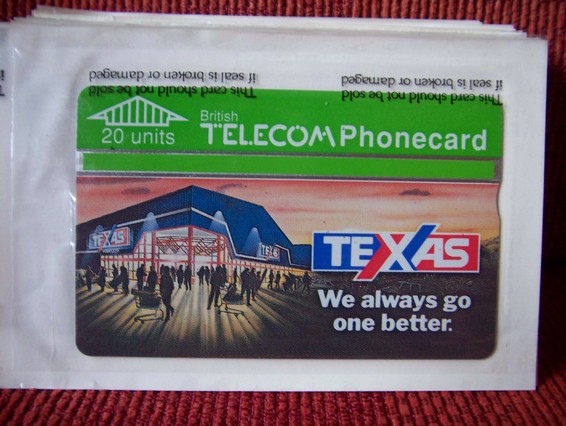 This card should not be sold
if seal is broken or damaged
This card should not be sold
if seal is broken or damaged
British
TELECOM Phonecard
20 units
TEXAS
TEXAS
TEXAS
We always go
one better.